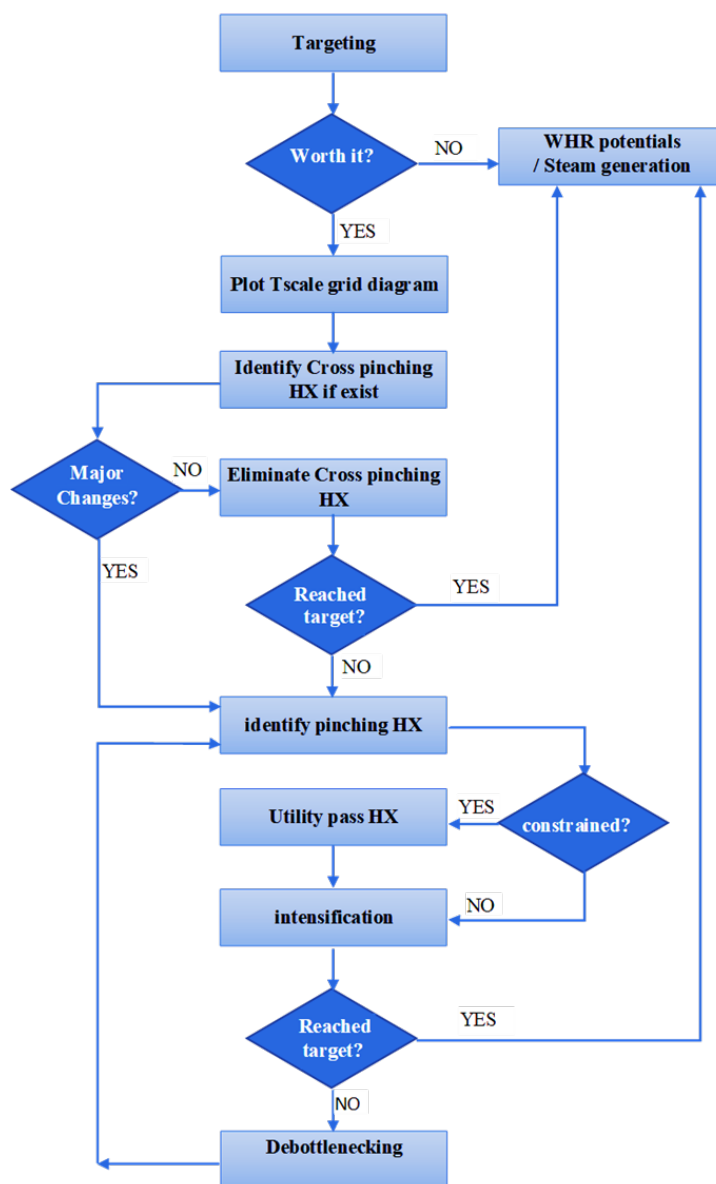 Targeting
Worth it?
NO
WHR potentials
/ Steam generation
YES
Plot Tscale grid diagram
Identify Cross pinching
HX if exist
Major
Changes?
NO
Eliminate Cross pinching
HX
YES
Reached
target?
YES
NO
identify pinching HX
Utility pass HX
YES
constrained?
intensification
NO
Reached
target?
YES
NO
Debottlenecking